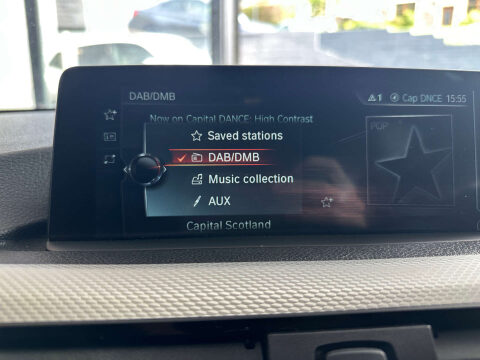 DAB/DMB
1 Cap DNCE 15:55
Now on Capital DANCE: High Contrast
POP
Saved stations
DAB/DMB
Music collection
AUX
Capital Scotland